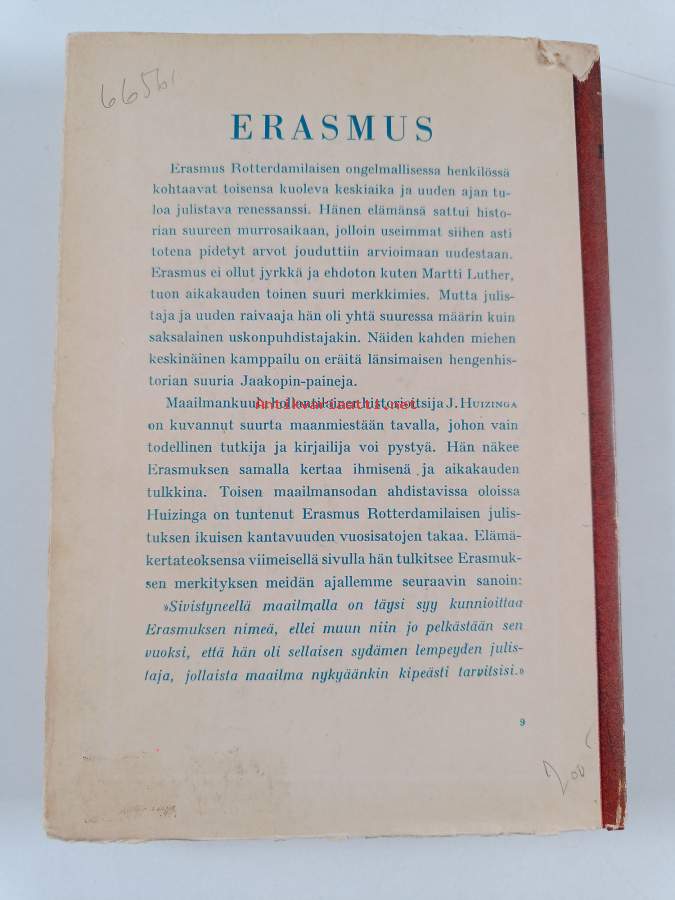 6656
ERASMUS
Erasmus Rotterdamilaisen ongelmallisessa henkilössä
kohtaavat toisensa kuoleva keskiaika ja uuden ajan tu-
loa julistava renessanssi. Hänen elämänsä sattui histo-
rian suureen murrosaikaan, jolloin useimmat siihen asti
totena pidetyt arvot jouduttiin arvioimaan uudestaan.
Erasmus ei ollut jyrkkä ja ehdoton kuten Martti Luther,
tuon aikakauden toinen suuri merkkimies. Mutta julis-
taja ja uuden raivaaja hän oli yhtä suuressa määrin kuin
saksalainen uskonpuhdistajakin. Näiden kahden miehen
keskinäinen kamppailu on eräitä länsimaisen hengenhis-
torian suuria Jaakopin-paineja.
Maailmankuulu hollantilainen historioitsija J. HUIZINGA
Antikvariaatti.net
on kuvannut suurta maanmiestään tavalla, johon vain
todellinen tutkija ja kirjailija voi pystyä. Hän näkee
Erasmuksen samalla kertaa ihmisenä ja aikakauden
tulkkina. Toisen maailmansodan ahdistavissa oloissa
Huizinga on tuntenut Erasmus Rotterdamilaisen julis-
tuksen ikuisen kantavuuden vuosisatojen takaa. Elämä-
kertateoksensa viimeisellä sivulla hän tulkitsee Erasmuk-
sen merkityksen meidän ajallemme seuraavin sanoin:
»Sivistyneellä maailmalla on täysi syy kunnioittaa
Erasmuksen nimeä, ellei muun niin jo pelkästään sen
vuoksi, että hän oli sellaisen sydämen lempeyden julis-
taja, jollaista maailma nykyäänkin kipeästi tarvitsisi.»
9